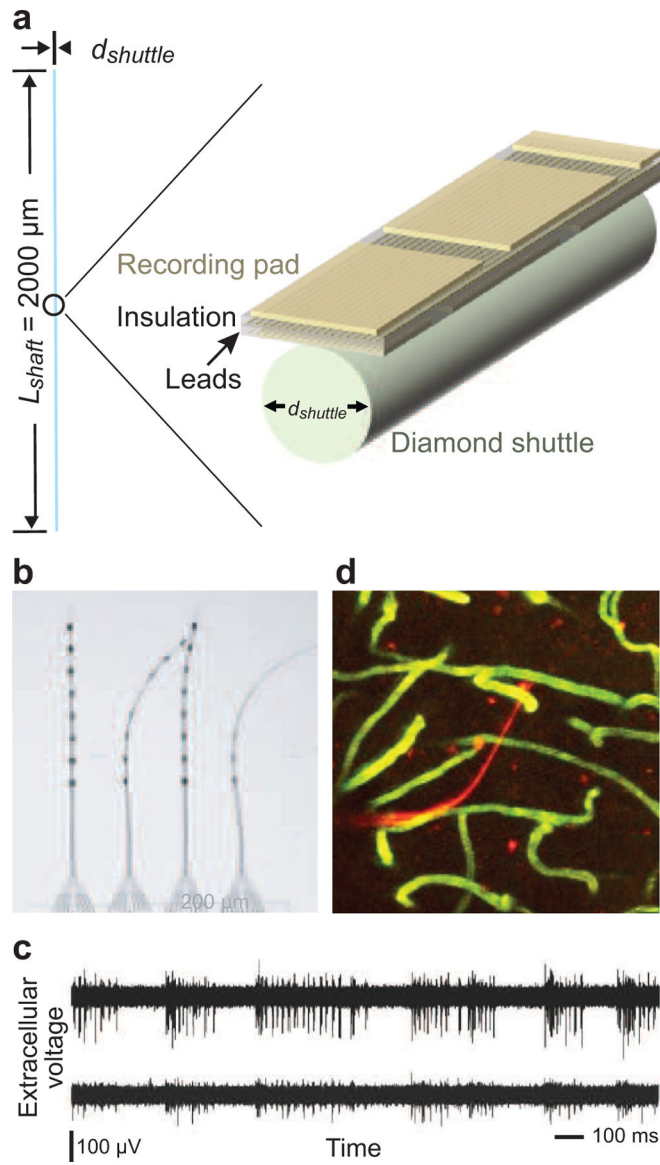 a
d_shuttle
L_shaft = 2000 µm
Recording pad
Insulation
Leads
d_shuttle
Diamond shuttle
b
200 µm
d
c
Extracellular
voltage
100 µV
Time
100 ms